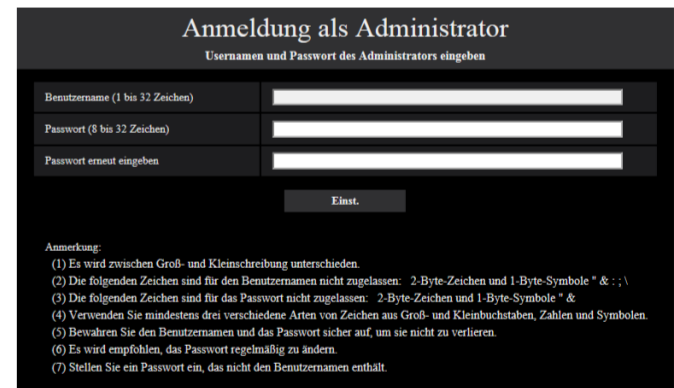 Anmeldung als Administrator
Usernamen und Passwort des Administrators eingeben
Benutzername (1 bis 32 Zeichen)
Passwort (8 bis 32 Zeichen)
Passwort erneut eingeben
Einst.
Anmerkung:
(1) Es wird zwischen Groß- und Kleinschreibung unterschieden.
(2) Die folgenden Zeichen sind für den Benutzernamen nicht zugelassen: 2-Byte-Zeichen und 1-Byte-Symbole " & : ; \
(3) Die folgenden Zeichen sind für das Passwort nicht zugelassen: 2-Byte-Zeichen und 1-Byte-Symbole " &
(4) Verwenden Sie mindestens drei verschiedene Arten von Zeichen aus Groß- und Kleinbuchstaben, Zahlen und Symbolen.
(5) Bewahren Sie den Benutzernamen und das Passwort sicher auf, um sie nicht zu verlieren.
(6) Es wird empfohlen, das Passwort regelmäßig zu ändern.
(7) Stellen Sie ein Passwort ein, das nicht den Benutzernamen enthält.